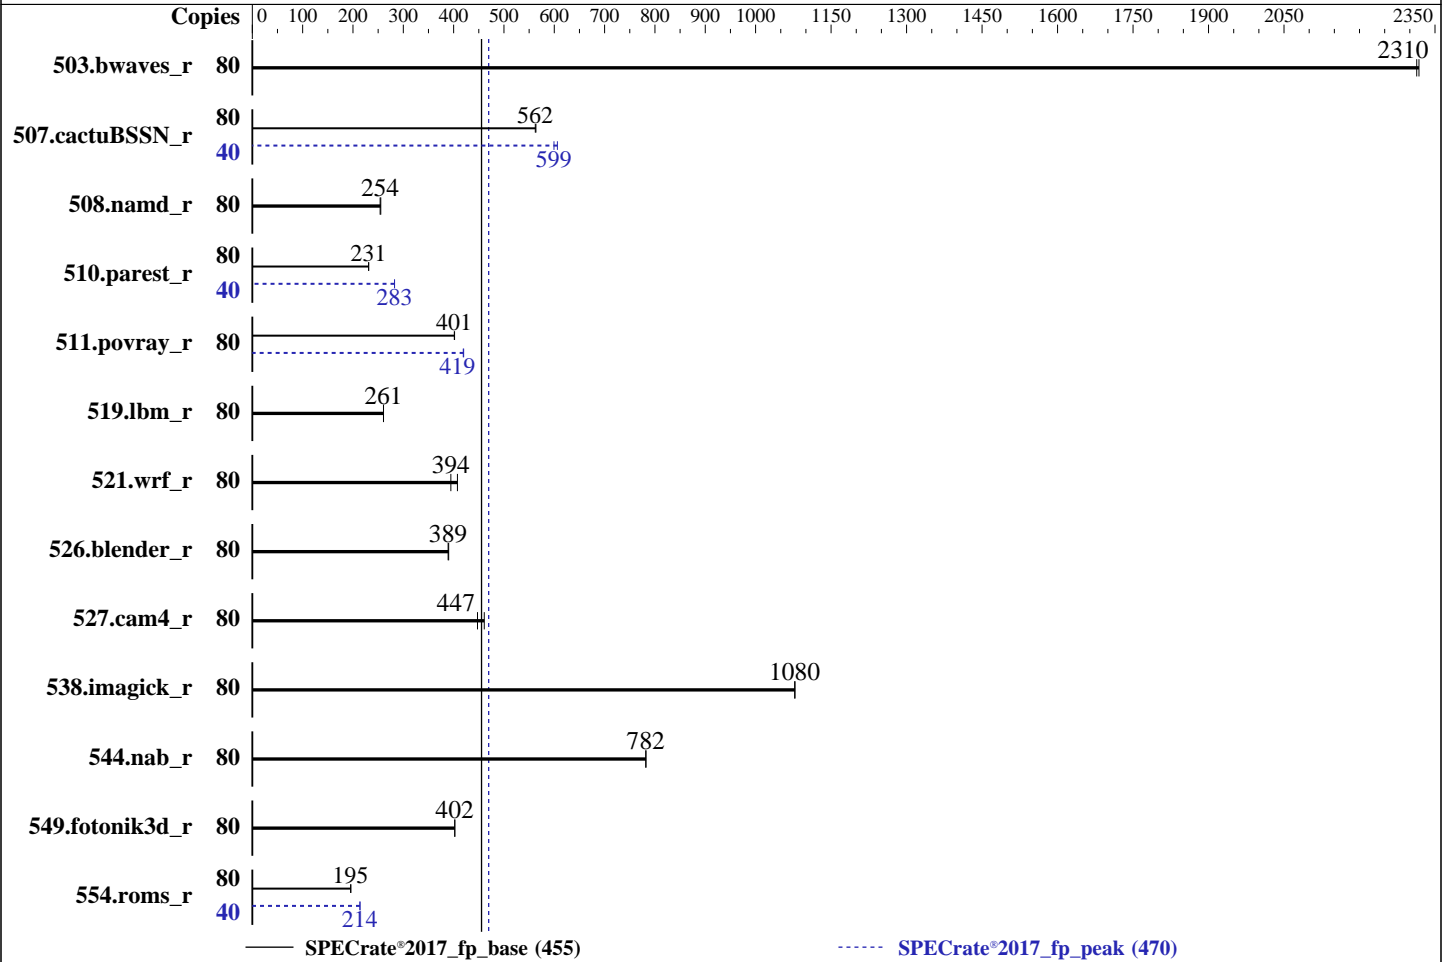 Copies 0 100 200 300 400 500 600 700 800 900 1000 1150 1300 1450 1600 1750 1900 2050 2350
503.bwaves_r 80 2310
507.cactuBSSN_r 80 562
40 599
508.namd_r 80 254
510.parest_r 80 231
40 283
511.povray_r 80 401
419
519.lbm_r 80 261
521.wrf_r 80 394
526.blender_r 80 389
527.cam4_r 80 447
538.imagick_r 80 1080
544.nab_r 80 782
549.fotonik3d_r 80 402
554.roms_r 80 195
40 214
SPECrate®2017_fp_base (455) SPECrate®2017_fp_peak (470)